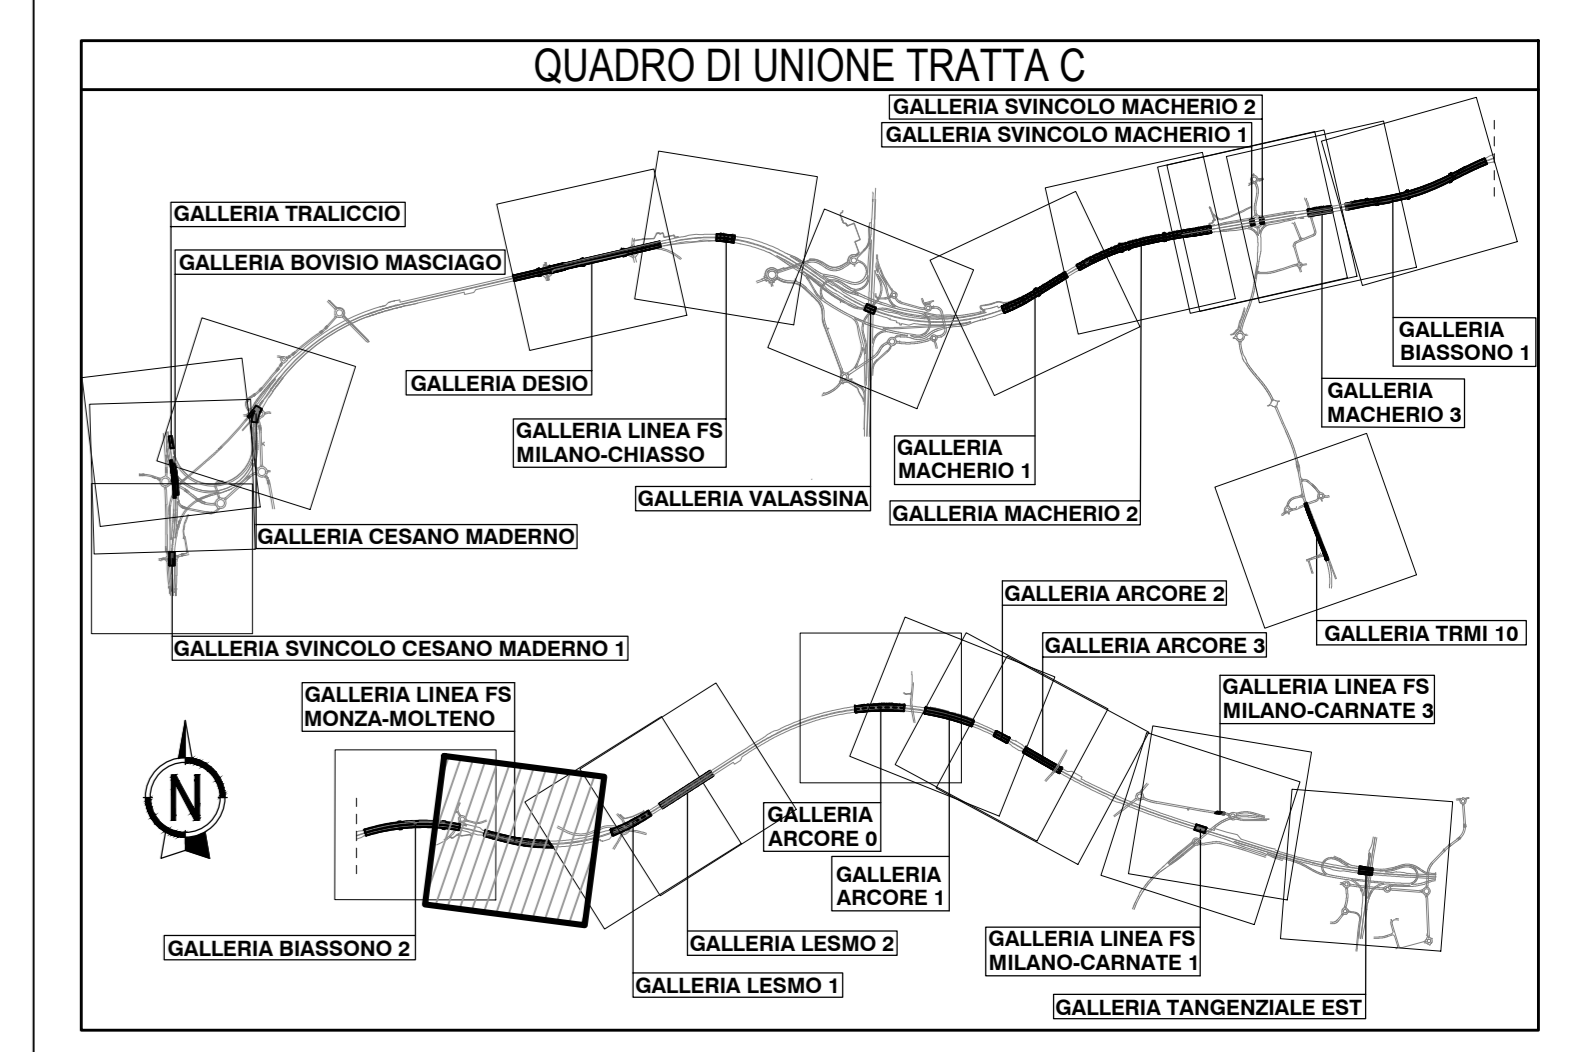 QUADRO DI UNIONE TRATTA C
GALLERIA SVINCOLO MACHERIO 2
GALLERIA SVINCOLO MACHERIO 1
GALLERIA TRALICCIO
GALLERIA BOVISIO MASCIAGO
GALLERIA DESIO
GALLERIA LINEA FS
MILANO-CHIASSO
GALLERIA VALASSINA
GALLERIA
MACHERIO 1
GALLERIA MACHERIO 2
GALLERIA
BIASSONO 1
GALLERIA
MACHERIO 3
GALLERIA CESANO MADERNO
GALLERIA SVINCOLO CESANO MADERNO 1
GALLERIA TRMI 10
GALLERIA ARCORE 2
GALLERIA ARCORE 3
GALLERIA LINEA FS
MONZA-MOLTENO
GALLERIA LINEA FS
MILANO-CARNATE 3
N
GALLERIA
ARCORE 0
GALLERIA
ARCORE 1
GALLERIA BIASSONO 2
GALLERIA LESMO 2
GALLERIA LESMO 1
GALLERIA LINEA FS
MILANO-CARNATE 1
GALLERIA TANGENZIALE EST